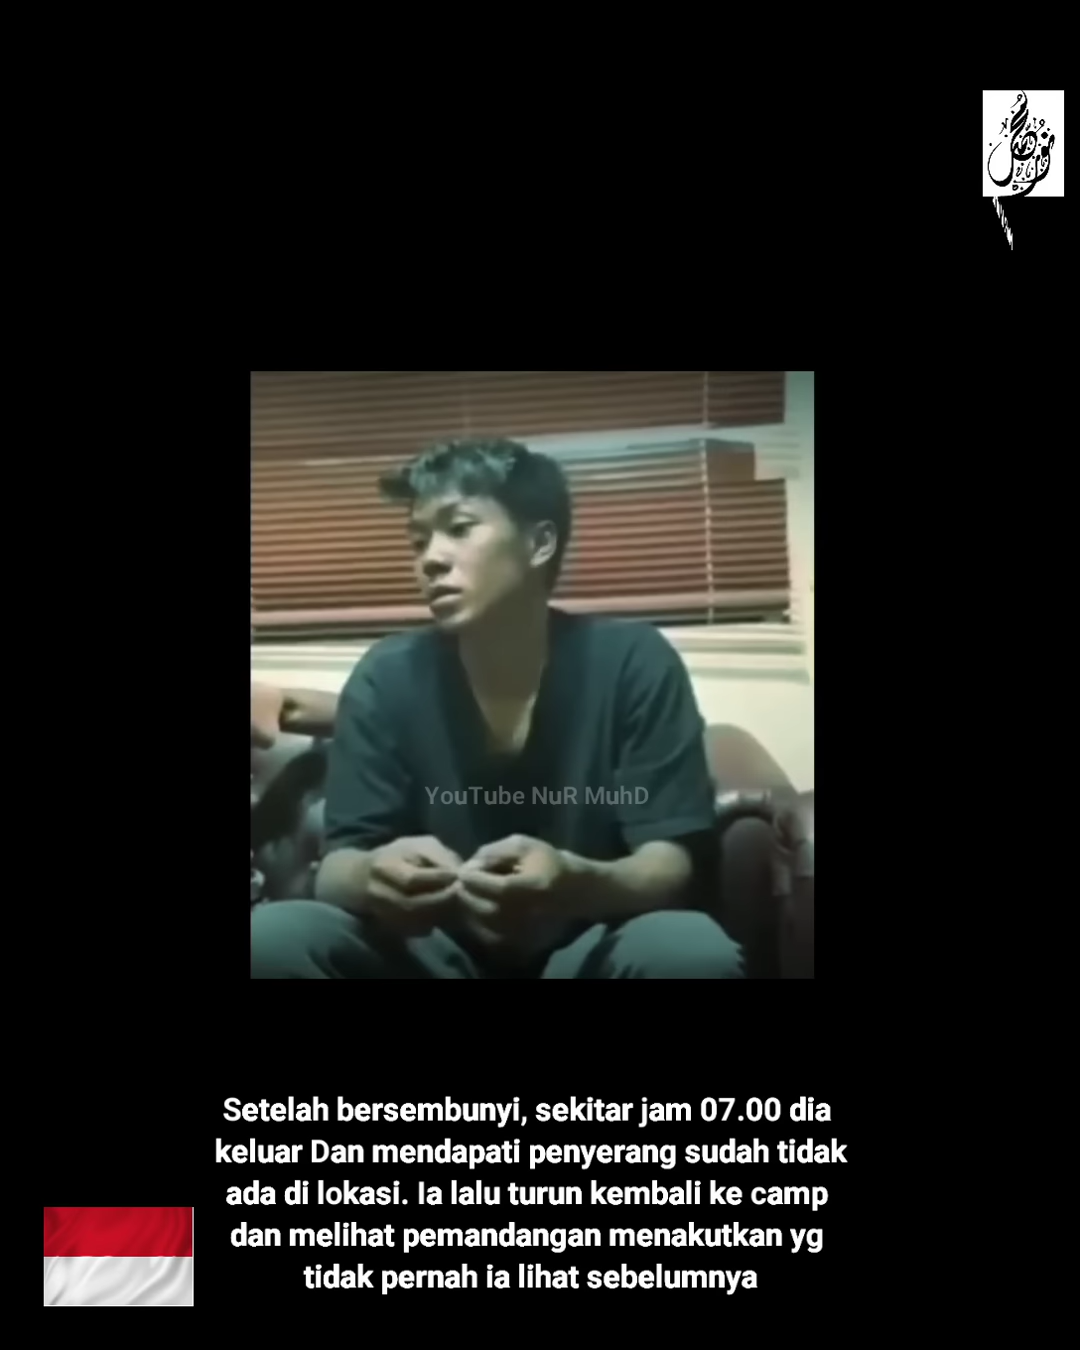 YouTube NuR MuhD
Setelah bersembunyi, sekitar jam 07.00 dia
keluar Dan mendapati penyerang sudah tidak
ada di lokasi. Ia lalu turun kembali ke camp
dan melihat pemandangan menakutkan yg
tidak pernah ia lihat sebelumnya